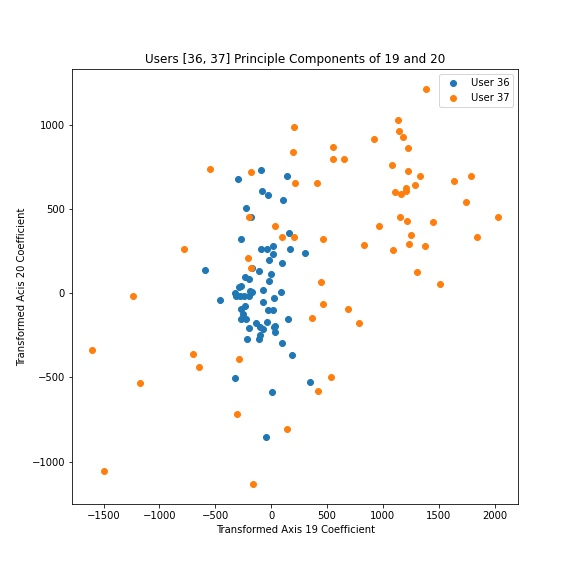 Users [36, 37] Principle Components of 19 and 20
User 36
User 37
Transformed Acis 20 Coefficient
1000
500
0
−500
−1000
−1500
−1000
−500
0
500
1000
1500
2000
Transformed Axis 19 Coefficient